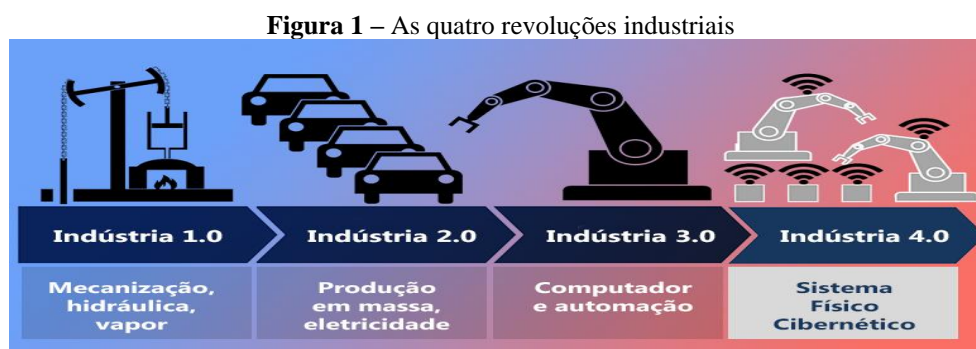 Figura 1 – As quatro revoluções industriais
Indústria 1.0
Indústria 2.0
Indústria 3.0
Indústria 4.0
Mecanização,
hidráulica,
vapor
Produção
em massa,
eletricidade
Computador
e automação
Sistema
Físico
Cibernético